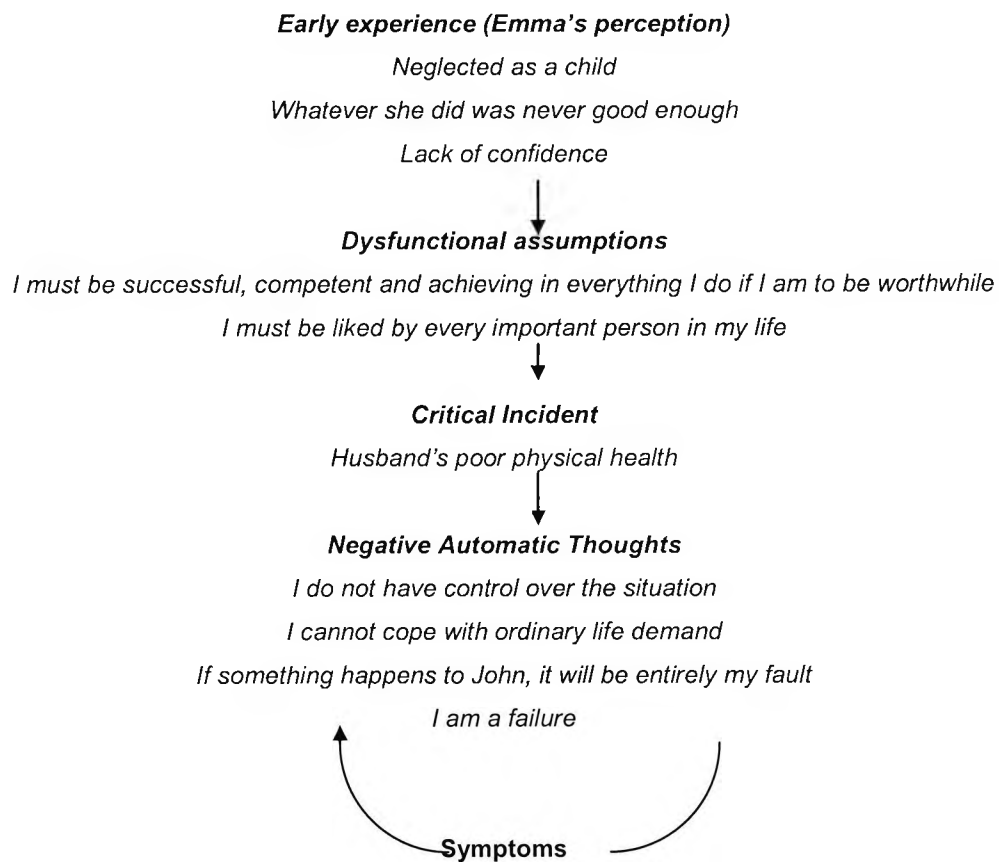 Early experience (Emma's perception)
Neglected as a child
Whatever she did was never good enough
Lack of confidence
Dysfunctional assumptions
I must be successful, competent and achieving in everything I do if I am to be worthwhile
I must be liked by every important person in my life
Critical Incident
Husband's poor physical health
Negative Automatic Thoughts
I do not have control over the situation
I cannot cope with ordinary life demand
If something happens to John, it will be entirely my fault
I am a failure
Symptoms